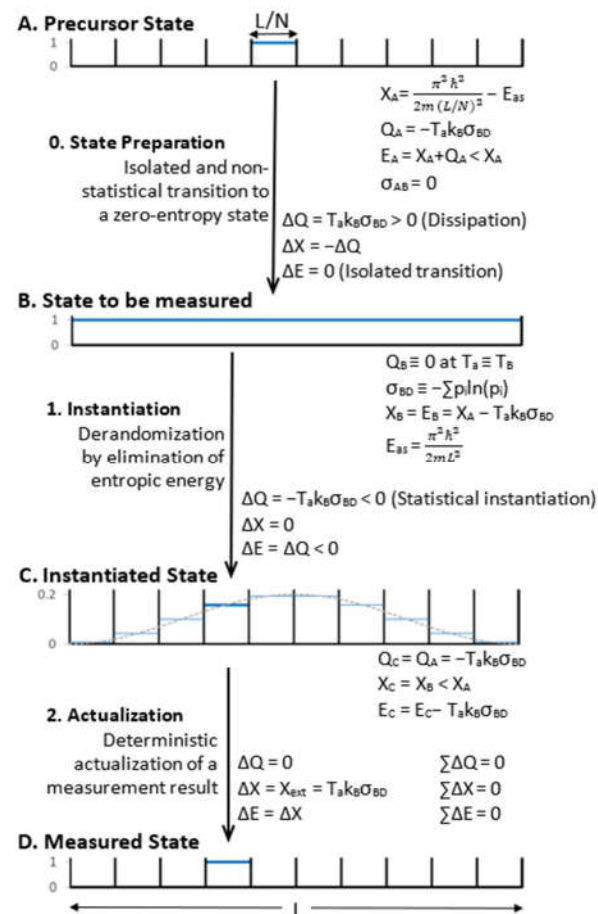 A. Precursor State
L/N
1
0
X_A = π²ħ² / 2m(L/N)² − E_as
Q_A = −T_a k_B σ_BD
0. State Preparation
E_A = X_A+Q_A < X_A
Isolated and non-
σ_AB = 0
statistical transition to
a zero-entropy state
ΔQ = T_a k_B σ_BD > 0 (Dissipation)
ΔX = −ΔQ
ΔE = 0 (Isolated transition)
B. State to be measured
1
0
Q_B ≡ 0 at T_a ≡ T_B
σ_BD ≡ −∑p_i ln(p_i)
1. Instantiation
X_B = E_B = X_A − T_a k_B σ_BD
Derandomization
E_as = π²ħ² / 2mL²
by elimination of
entropic energy
ΔQ = −T_a k_B σ_BD < 0 (Statistical instantiation)
ΔX = 0
ΔE = ΔQ < 0
C. Instantiated State
0.2
0
Q_C = Q_A = −T_a k_B σ_BD
X_C = X_B < X_A
2. Actualization
E_C = E_C − T_a k_B σ_BD
Deterministic
actualization of a
measurement result
ΔQ = 0
∑ΔQ = 0
ΔX = X_ext = T_a k_B σ_BD
∑ΔX = 0
ΔE = ΔX
∑ΔE = 0
D. Measured State
1
0
L